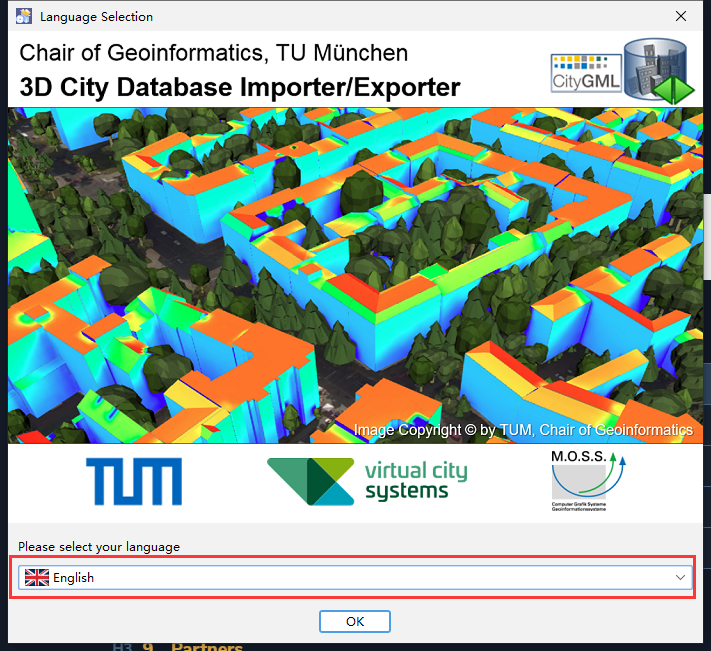 Language Selection
Chair of Geoinformatics, TU München
3D City Database Importer/Exporter
CityGML
Image Copyright © by TUM, Chair of Geoinformatics
TUM
virtual city
systems
M.O.S.S.
Computer Grafik Systeme
Geoinformationssysteme
Please select your language
English
OK
H3 9 Partners